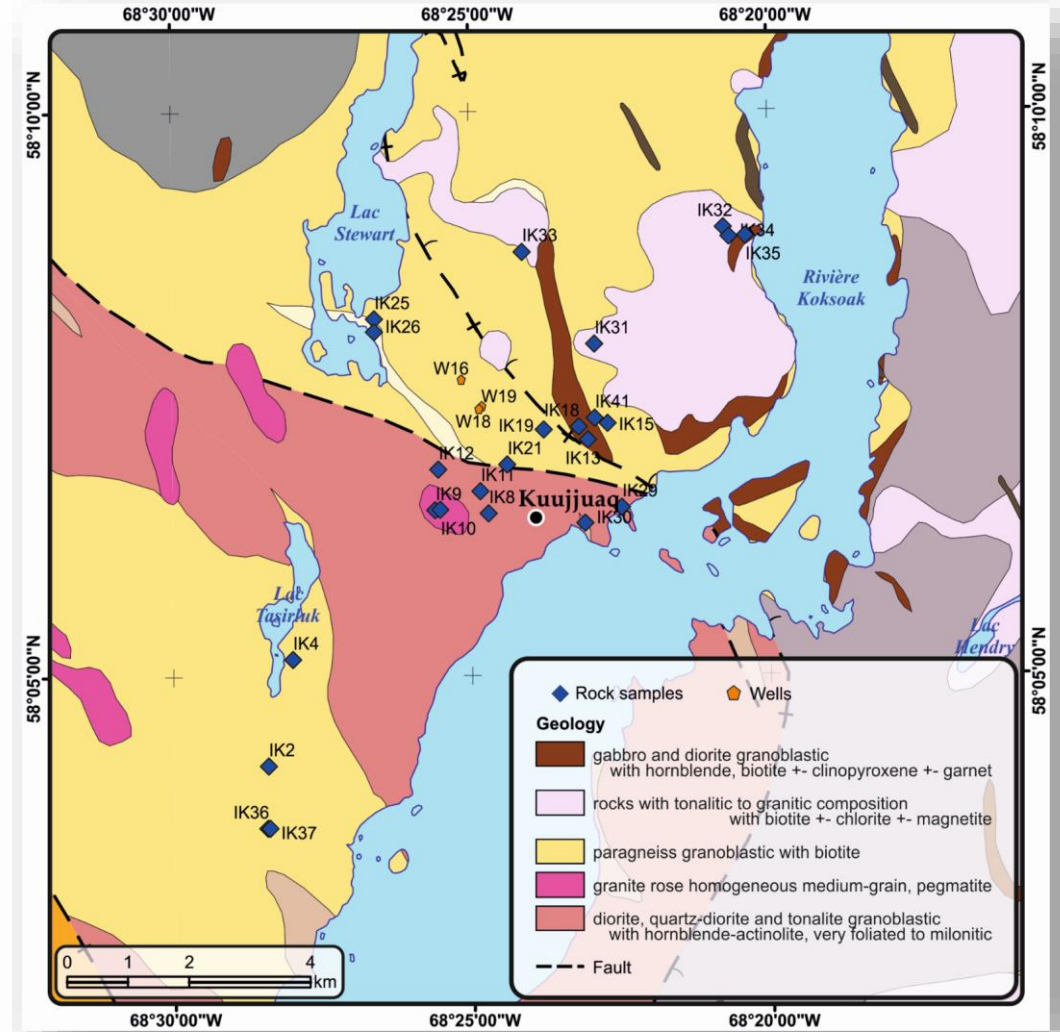 68°30'00"W 68°25'00"W 68°20'00"W
58°10'00"N 58°10'00"N
Lac
Stewart
IK32
IK34
IK35
IK33
Rivière
Koksoak
IK25
IK26
IK31
W16
W19
W18
IK18
IK41
IK19
IK15
IK13
IK21
IK12
IK11
IK9
IK8
IK10
Kuujjuaq
IK29
IK30
Lac
Tasirluk
IK4
Lac
Hendry
58°05'00"N 58°05'00"N
IK2
IK36
IK37
Rock samples Wells
Geology
gabbro and diorite granoblastic
with hornblende, biotite +- clinopyroxene +- garnet
rocks with tonalitic to granitic composition
with biotite +- chlorite +- magnetite
paragneiss granoblastic with biotite
granite rose homogeneous medium-grain, pegmatite
diorite, quartz-diorite and tonalite granoblastic
with hornblende-actinolite, very foliated to milonitic
Fault
0 1 2 4
km
68°30'00"W 68°25'00"W 68°20'00"W